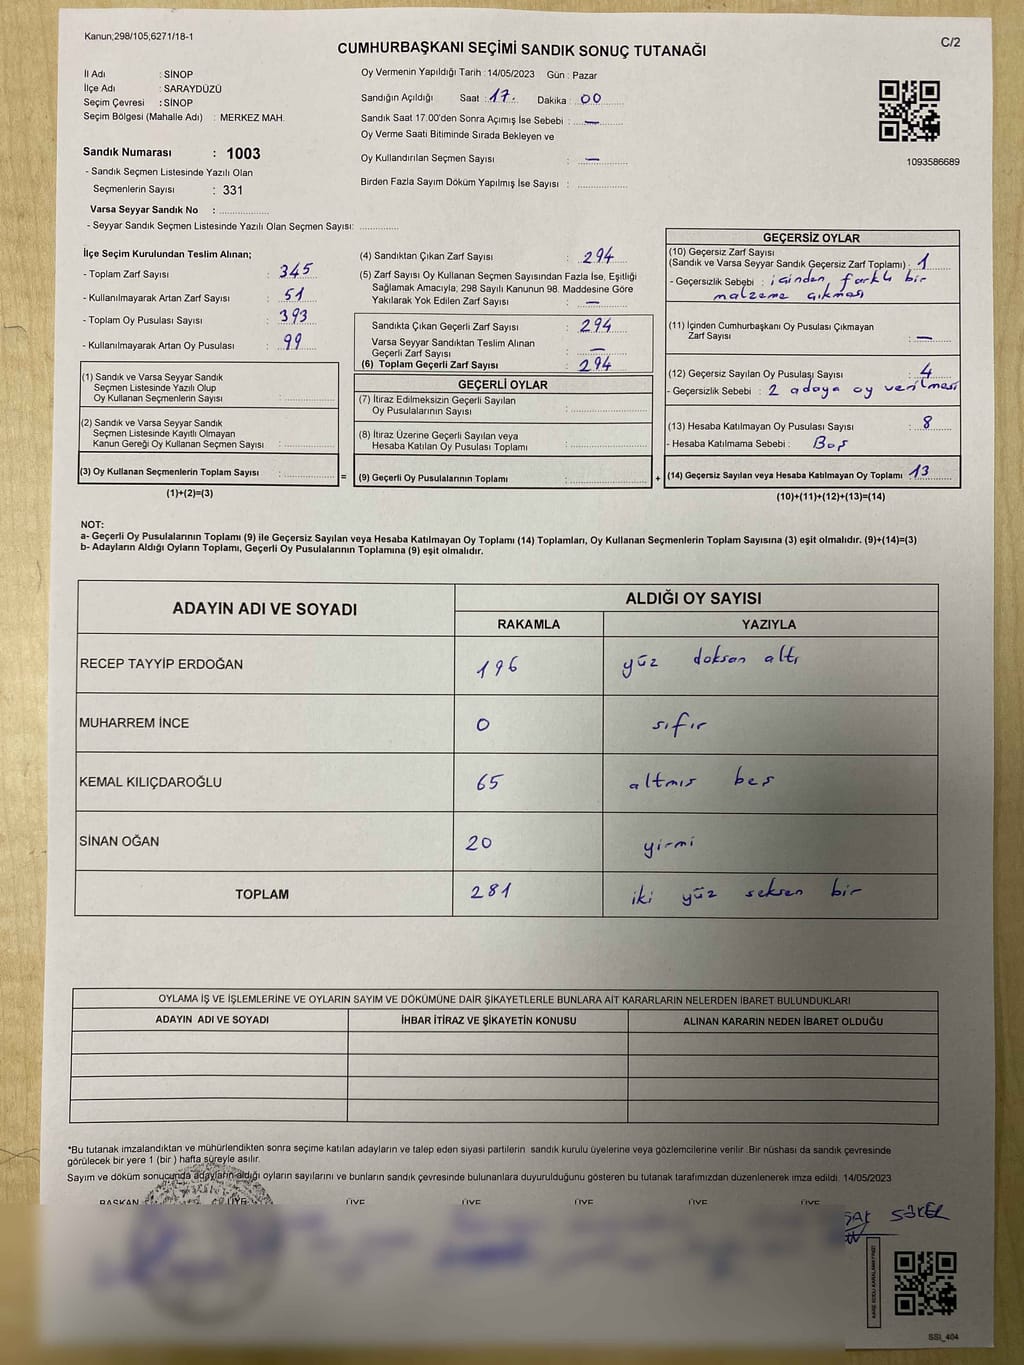 Kanun;298/105,6271/18-1
C/2
CUMHURBAŞKANI SEÇİMİ SANDIK SONUÇ TUTANAĞI
İl Adı : SİNOP
İlçe Adı : SARAYDÜZÜ
Seçim Çevresi : SİNOP
Seçim Bölgesi (Mahalle Adı) : MERKEZ MAH.
Sandık Numarası : 1003
- Sandık Seçmen Listesinde Yazılı Olan
Seçmenlerin Sayısı : 331
Varsa Seyyar Sandık No : ..................
- Seyyar Sandık Seçmen Listesinde Yazılı Olan Seçmen Sayısı: .............
Oy Vermenin Yapıldığı Tarih : 14/05/2023 Gün : Pazar
Sandığın Açıldığı Saat : 17. Dakika : 00
Sandık Saat 17.00'den Sonra Açımış İse Sebebi : —
Oy Verme Saati Bitiminde Sırada Bekleyen ve
Oy Kullandırılan Seçmen Sayısı : —
Birden Fazla Sayım Döküm Yapılmış İse Sayısı : ..................
1093586689
İlçe Seçim Kurulundan Teslim Alınan;
- Toplam Zarf Sayısı : 345
- Kullanılmayarak Artan Zarf Sayısı : 51
- Toplam Oy Pusulası Sayısı : 393
- Kullanılmayarak Artan Oy Pusulası : 99
(1) Sandık ve Varsa Seyyar Sandık
Seçmen Listesinde Yazılı Olup
Oy Kullanan Seçmenlerin Sayısı : ..................
(2) Sandık ve Varsa Seyyar Sandık
Seçmen Listesinde Kayıtlı Olmayan
Kanun Gereği Oy Kullanan Seçmen Sayısı : ..................
(3) Oy Kullanan Seçmenlerin Toplam Sayısı : ..................
(1)+(2)=(3)
(4) Sandıktan Çıkan Zarf Sayısı : 294
(5) Zarf Sayısı Oy Kullanan Seçmen Sayısından Fazla İse, Eşitliği
Sağlamak Amacıyla; 298 Sayılı Kanunun 98. Maddesine Göre
Yakılarak Yok Edilen Zarf Sayısı : —
Sandıkta Çıkan Geçerli Zarf Sayısı : 294
Varsa Seyyar Sandıktan Teslim Alınan
Geçerli Zarf Sayısı : —
(6) Toplam Geçerli Zarf Sayısı : 294
GEÇERLİ OYLAR
(7) İtiraz Edilmeksizin Geçerli Sayılan
Oy Pusulalarının Sayısı : ..................
(8) İtiraz Üzerine Geçerli Sayılan veya
Hesaba Katılan Oy Pusulası Toplamı : ..................
= (9) Geçerli Oy Pusulalarının Toplamı : .................. +
GEÇERSİZ OYLAR
(10) Geçersiz Zarf Sayısı
(Sandık ve Varsa Seyyar Sandık Geçersiz Zarf Toplamı) : 1
- Geçersizlik Sebebi : içinden farklı bir
malzeme çıkması
(11) İçinden Cumhurbaşkanı Oy Pusulası Çıkmayan
Zarf Sayısı : —
(12) Geçersiz Sayılan Oy Pusulası Sayısı : 4
- Geçersizlik Sebebi : 2 adaya oy verilmesi
(13) Hesaba Katılmayan Oy Pusulası Sayısı : 8
- Hesaba Katılmama Sebebi : Boş
(14) Geçersiz Sayılan veya Hesaba Katılmayan Oy Toplamı : 13
(10)+(11)+(12)+(13)=(14)
NOT:
a- Geçerli Oy Pusulalarının Toplamı (9) ile Geçersiz Sayılan veya Hesaba Katılmayan Oy Toplamı (14) Toplamları, Oy Kullanan Seçmenlerin Toplam Sayısına (3) eşit olmalıdır. (9)+(14)=(3)
b- Adayların Aldığı Oyların Toplamı, Geçerli Oy Pusulalarının Toplamına (9) eşit olmalıdır.
ADAYIN ADI VE SOYADI ALDIĞI OY SAYISI
RAKAMLA YAZIYLA
RECEP TAYYİP ERDOĞAN 196 yüz doksan altı
MUHARREM İNCE 0 sıfır
KEMAL KILIÇDAROĞLU 65 altmış beş
SİNAN OĞAN 20 yirmi
TOPLAM 281 iki yüz seksen bir
OYLAMA İŞ VE İŞLEMLERİNE VE OYLARIN SAYIM VE DÖKÜMÜNE DAİR ŞİKAYETLERLE BUNLARA AİT KARARLARIN NELERDEN İBARET BULUNDUKLARI
ADAYIN ADI VE SOYADI İHBAR İTİRAZ VE ŞİKAYETİN KONUSU ALINAN KARARIN NEDEN İBARET OLDUĞU
*Bu tutanak imzalandıktan ve mühürlendikten sonra seçime katılan adayların ve talep eden siyasi partilerin sandık kurulu üyelerine veya gözlemcilerine verilir .Bir nüshası da sandık çevresinde
görülecek bir yere 1 (bir ) hafta süreyle asılır.
Sayım ve döküm sonucunda adayların aldığı oyların sayılarını ve bunların sandık çevresinde bulunanlara duyurulduğunu gösteren bu tutanak tarafımızdan düzenlenerek imza edildi. 14/05/2023
BAŞKAN ÜYE ÜYE ÜYE ÜYE ÜYE ÜYE
SSİ_404